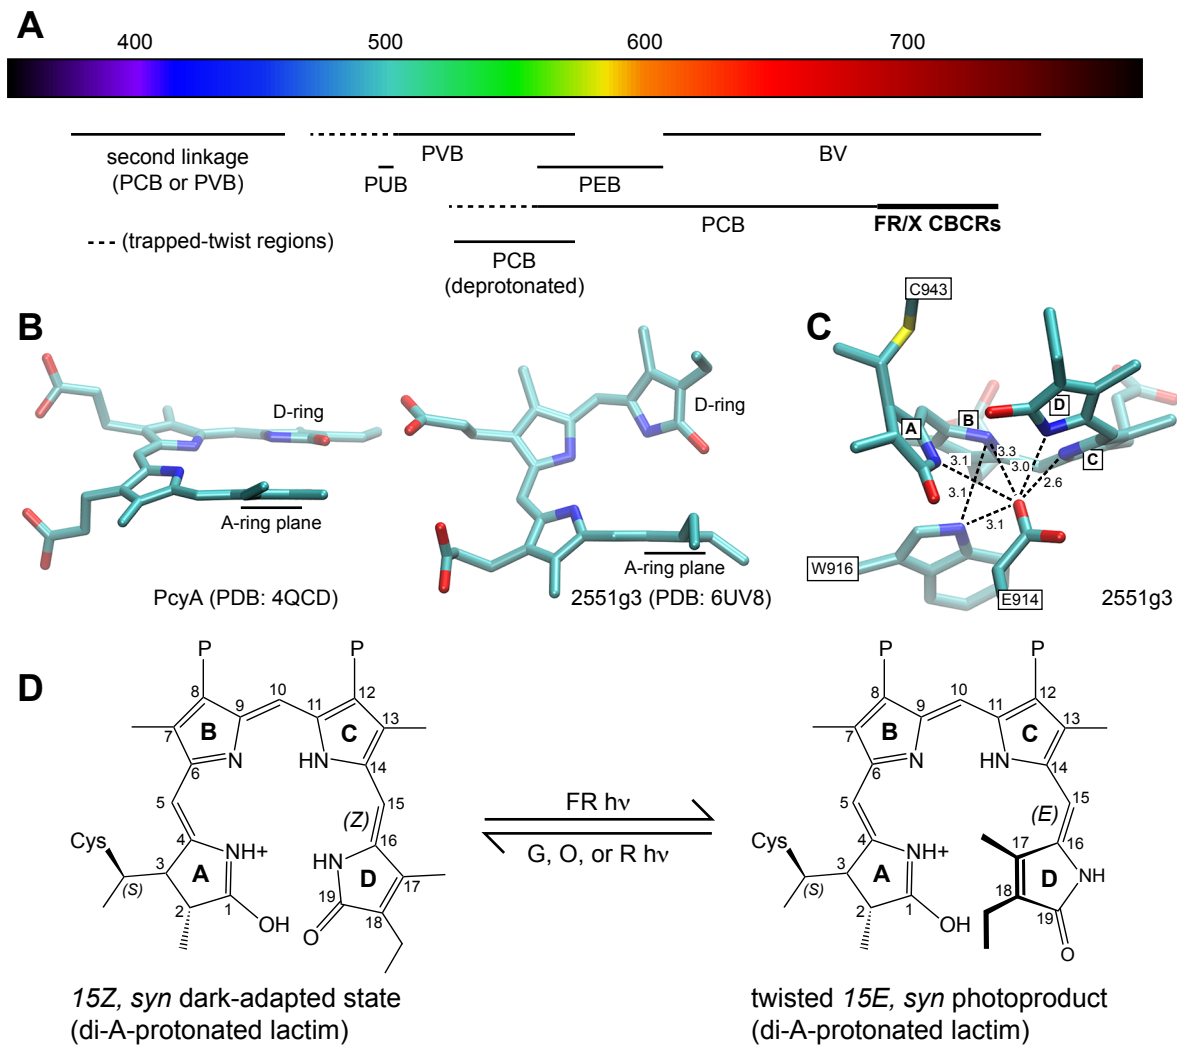 A
400 500 600 700
second linkage
(PCB or PVB)
PVB
BV
PUB
PEB
PCB
FR/X CBCRs
(trapped-twist regions)
PCB
(deprotonated)
B
D-ring
A-ring plane
PcyA (PDB: 4QCD)
D-ring
A-ring plane
2551g3 (PDB: 6UV8)
C
C943
D
B
A
C
3.3
3.1
3.0
2.6
3.1
3.1
W916
E914
2551g3
D
P P
8 9 10 11 12
B C
7 13
6 N HN 14
5 15
(Z)
Cys 4 16
3 NH+ HN
A D
(S) 17
2 1 19 18
OH O
FR hν
G, O, or R hν
P P
8 9 10 11 12
B C
7 13
6 N HN 14
5 15
(E)
Cys 4 17 16
3 NH+
A D NH
(S) 18
2 1 19
OH O
15Z, syn dark-adapted state
(di-A-protonated lactim)
twisted 15E, syn photoproduct
(di-A-protonated lactim)